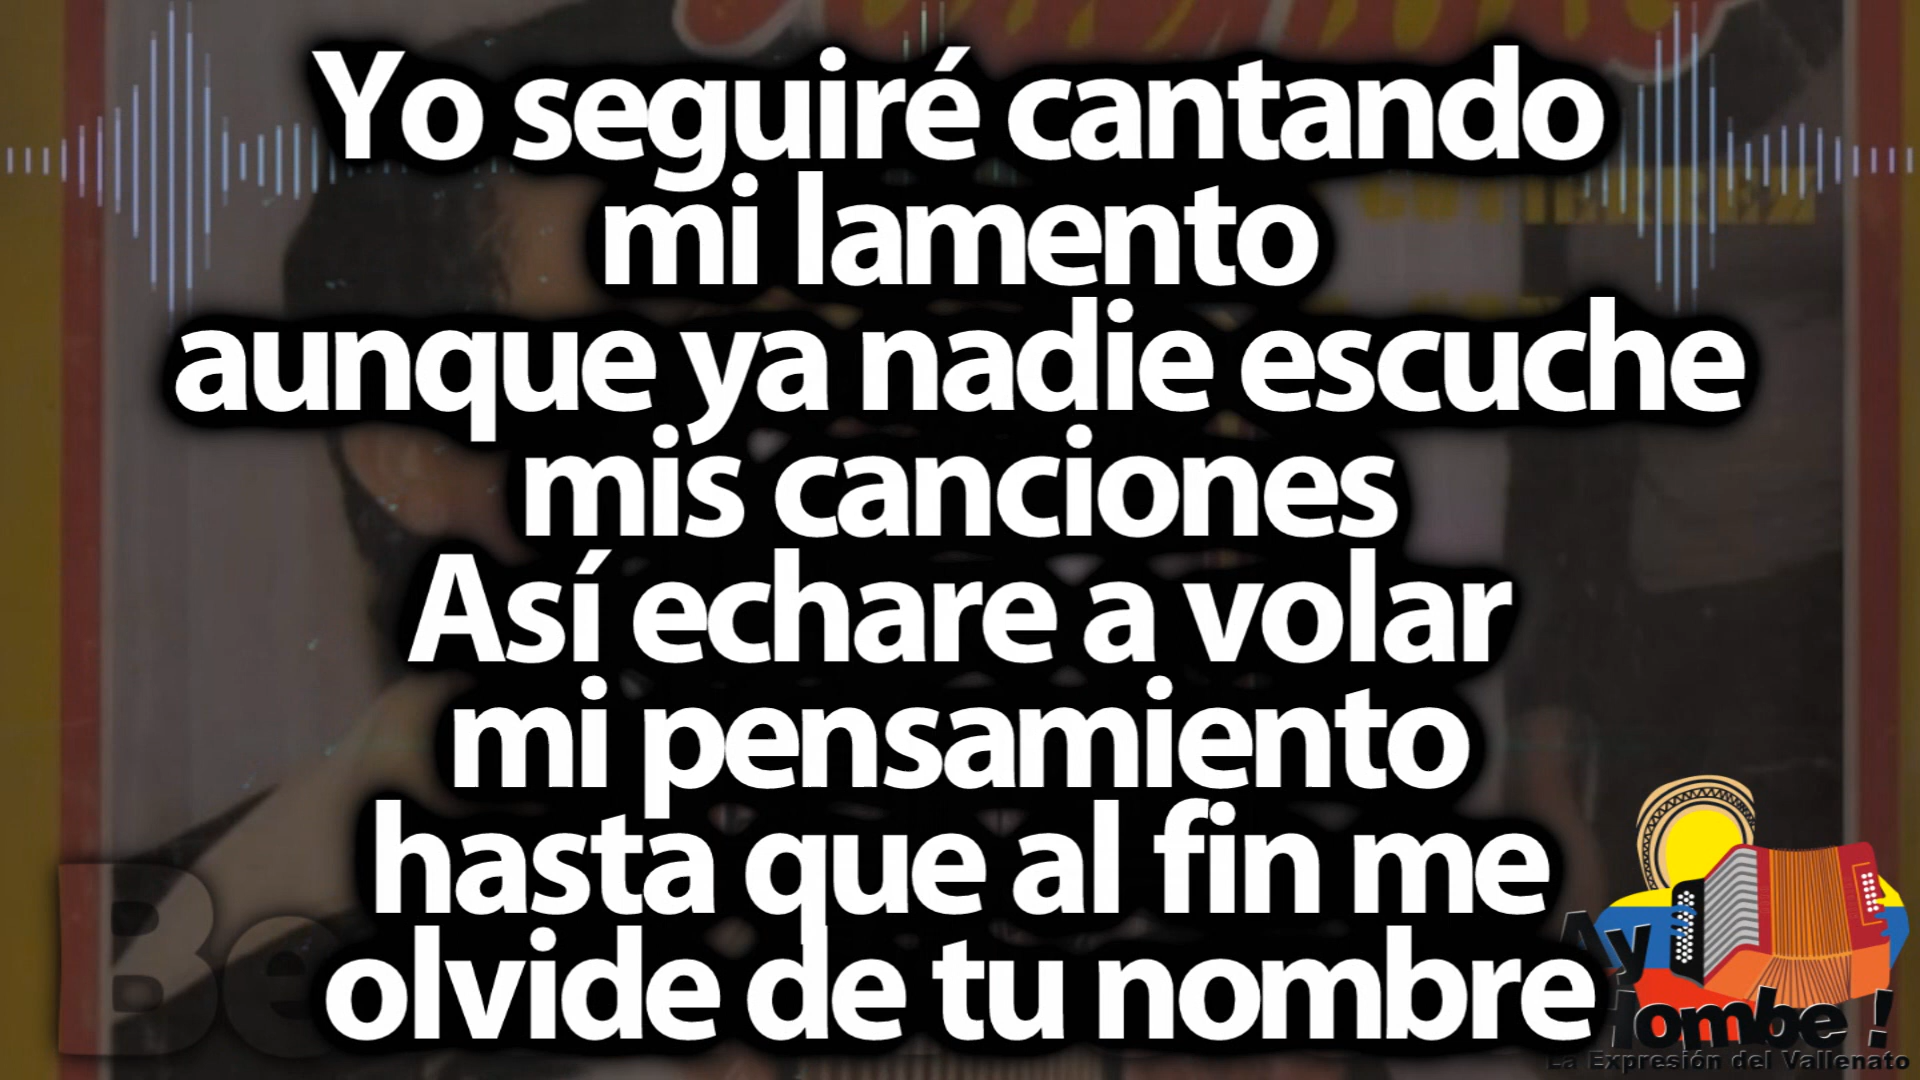 Yo seguiré cantando
mi lamento
aunque ya nadie escuche
mis canciones
Así echare a volar
mi pensamiento
hasta que al fin me
olvide de tu nombre
Be
Ay
Hombe !
La Expresión del Vallenato